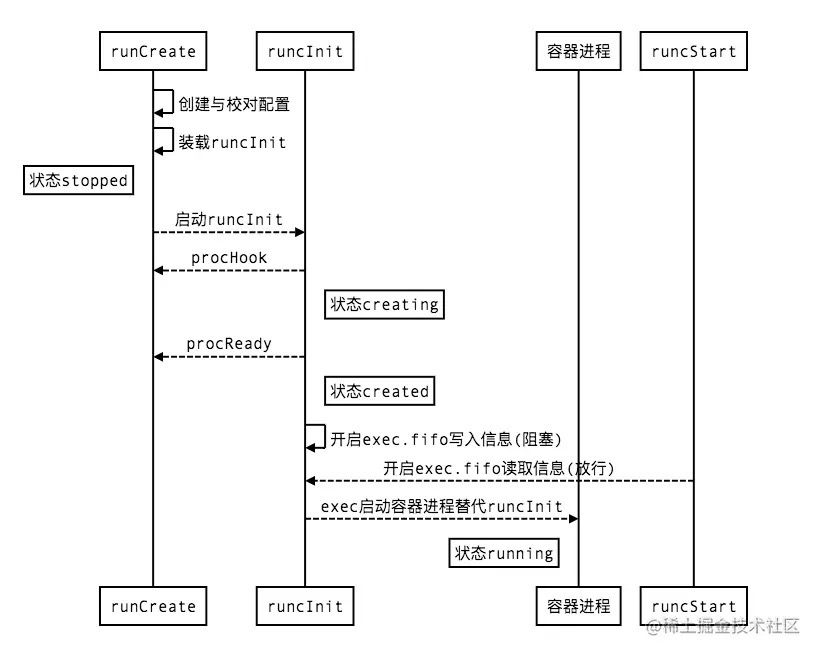 runCreate
runcInit
容器进程
runcStart
创建与校对配置
装载runcInit
状态stopped
启动runcInit
procHook
状态creating
procReady
状态created
开启exec.fifo写入信息(阻塞)
开启exec.fifo读取信息(放行)
exec启动容器进程替代runcInit
状态running
runCreate
runcInit
容器进程
runcStart
@稀土掘金技术社区